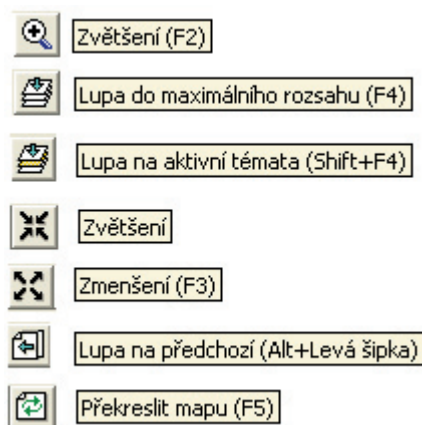 Zvětšení (F2)
Lupa do maximálního rozsahu (F4)
Lupa na aktivní témata (Shift+F4)
Zvětšení
Zmenšení (F3)
Lupa na předchozí (Alt+Levá šipka)
Překreslit mapu (F5)